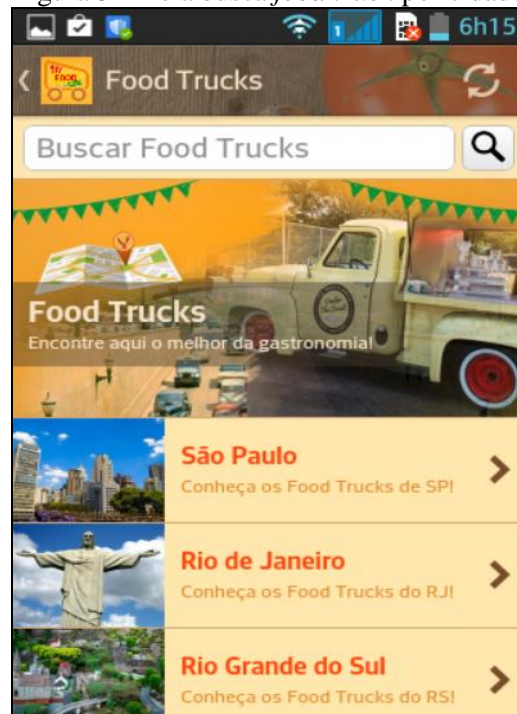 6h15
Food Trucks
Buscar Food Trucks
Food Trucks
Encontre aqui o melhor da gastronomia!
São Paulo
Conheça os Food Trucks de SP!
Rio de Janeiro
Conheça os Food Trucks do RJ!
Rio Grande do Sul
Conheça os Food Trucks do RS!